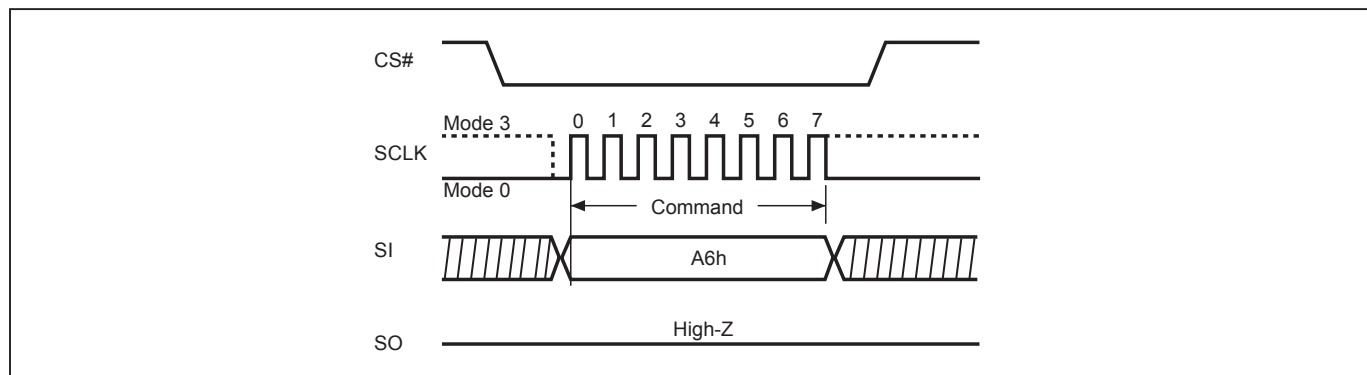 CS#
Mode 3
0 1 2 3 4 5 6 7
SCLK
Mode 0
Command
SI
A6h
High-Z
SO